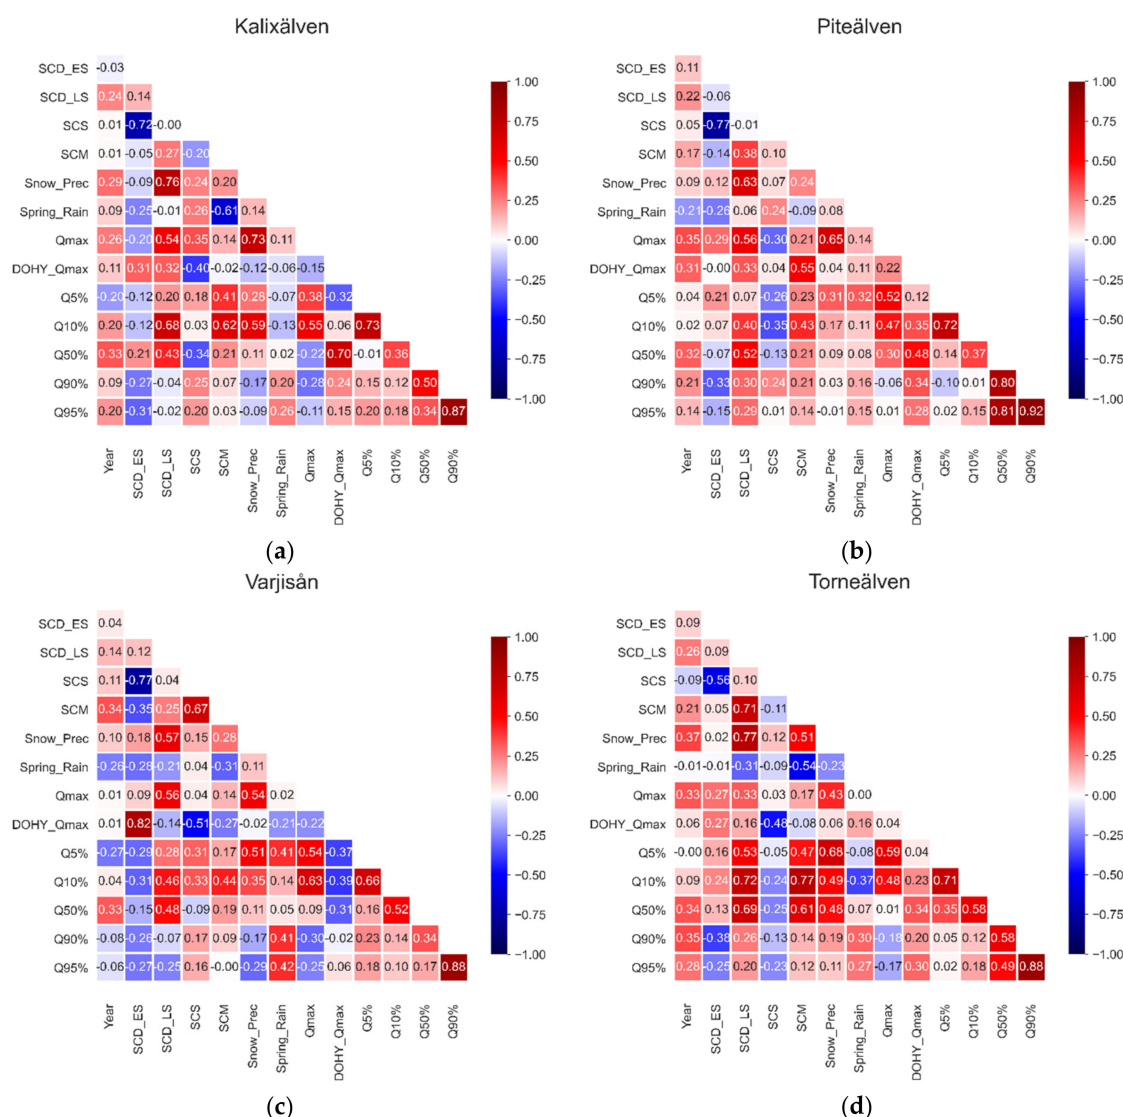 Kalixälven
SCD_ES -0.03
SCD_LS 0.24 0.14
SCS 0.01 -0.72 -0.00
SCM 0.01 -0.05 0.27 -0.20
Snow_Prec 0.29 -0.09 0.76 0.24 0.20
Spring_Rain 0.09 -0.25 -0.01 0.26 -0.61 0.14
Qmax 0.26 -0.20 0.54 0.35 0.14 0.73 0.11
DOHY_Qmax 0.11 0.31 0.32 -0.40 -0.02 -0.12 -0.06 -0.15
Q5% -0.20 -0.12 0.20 0.18 0.41 0.28 -0.07 0.38 -0.32
Q10% 0.20 -0.12 0.68 0.03 0.62 0.59 -0.13 0.55 0.06 0.73
Q50% 0.33 0.21 0.43 -0.34 0.21 0.11 0.02 -0.22 0.70 -0.01 0.36
Q90% 0.09 -0.27 -0.04 0.25 0.07 -0.17 0.20 -0.28 0.24 0.15 0.12 0.50
Q95% 0.20 -0.31 -0.02 0.20 0.03 -0.09 0.26 -0.11 0.15 0.20 0.18 0.34 0.87
Year SCD_ES SCD_LS SCS SCM Snow_Prec Spring_Rain Qmax DOHY_Qmax Q5% Q10% Q50% Q90%
1.00
0.75
0.50
0.25
0.00
−0.25
−0.50
−0.75
−1.00
(a)
Piteälven
SCD_ES 0.11
SCD_LS 0.22 -0.06
SCS 0.05 -0.77 -0.01
SCM 0.17 -0.14 0.38 0.10
Snow_Prec 0.09 0.12 0.63 0.07 0.24
Spring_Rain -0.21 -0.26 0.06 0.24 -0.09 0.08
Qmax 0.35 0.29 0.56 -0.30 0.21 0.65 0.14
DOHY_Qmax 0.31 -0.00 0.33 0.04 0.55 0.04 0.11 0.22
Q5% 0.04 0.21 0.07 -0.26 0.23 0.31 0.32 0.52 0.12
Q10% 0.02 0.07 0.40 -0.35 0.43 0.17 0.11 0.47 0.35 0.72
Q50% 0.32 -0.07 0.52 -0.13 0.21 0.09 0.08 0.30 0.48 0.14 0.37
Q90% 0.21 -0.33 0.30 0.24 0.21 0.03 0.16 -0.06 0.34 -0.10 0.01 0.80
Q95% 0.14 -0.15 0.29 0.01 0.14 -0.01 0.15 0.01 0.28 0.02 0.15 0.81 0.92
Year SCD_ES SCD_LS SCS SCM Snow_Prec Spring_Rain Qmax DOHY_Qmax Q5% Q10% Q50% Q90%
1.00
0.75
0.50
0.25
0.00
−0.25
−0.50
−0.75
−1.00
(b)
Varjisån
SCD_ES 0.04
SCD_LS 0.14 0.12
SCS 0.11 -0.77 0.04
SCM 0.34 -0.35 0.25 0.67
Snow_Prec 0.10 0.18 0.57 0.15 0.28
Spring_Rain -0.26 -0.28 -0.21 0.04 -0.31 0.11
Qmax 0.01 0.09 0.56 0.04 0.14 0.54 0.02
DOHY_Qmax 0.01 0.82 -0.14 -0.51 -0.27 -0.02 -0.21 -0.22
Q5% -0.27 -0.29 0.28 0.31 0.17 0.51 0.41 0.54 -0.37
Q10% 0.04 -0.31 0.46 0.33 0.44 0.35 0.14 0.63 -0.39 0.66
Q50% 0.33 -0.15 0.48 -0.09 0.19 0.11 0.05 0.09 -0.31 0.16 0.52
Q90% -0.08 -0.26 -0.07 0.17 0.09 -0.17 0.41 -0.30 -0.02 0.23 0.14 0.34
Q95% -0.06 -0.27 -0.25 0.16 -0.00 -0.29 0.42 -0.25 0.06 0.18 0.10 0.17 0.88
Year SCD_ES SCD_LS SCS SCM Snow_Prec Spring_Rain Qmax DOHY_Qmax Q5% Q10% Q50% Q90%
1.00
0.75
0.50
0.25
0.00
−0.25
−0.50
−0.75
−1.00
(c)
Torneälven
SCD_ES 0.09
SCD_LS 0.26 0.09
SCS -0.09 -0.56 0.10
SCM 0.21 0.05 0.71 -0.11
Snow_Prec 0.37 0.02 0.77 0.12 0.51
Spring_Rain -0.01 -0.01 -0.31 -0.09 -0.54 -0.23
Qmax 0.33 0.27 0.33 0.03 0.17 0.43 0.00
DOHY_Qmax 0.06 0.27 0.16 -0.48 -0.08 0.06 0.16 0.04
Q5% -0.00 0.16 0.53 -0.05 0.47 0.68 -0.08 0.59 0.04
Q10% 0.09 0.24 0.72 -0.24 0.77 0.49 -0.37 0.48 0.23 0.71
Q50% 0.34 0.13 0.69 -0.25 0.61 0.48 0.07 0.01 0.34 0.35 0.58
Q90% 0.35 -0.38 0.26 -0.13 0.14 0.19 0.30 -0.18 0.20 0.05 0.12 0.58
Q95% 0.28 -0.25 0.20 -0.23 0.12 0.11 0.27 -0.17 0.30 0.02 0.18 0.49 0.88
Year SCD_ES SCD_LS SCS SCM Snow_Prec Spring_Rain Qmax DOHY_Qmax Q5% Q10% Q50% Q90%
1.00
0.75
0.50
0.25
0.00
−0.25
−0.50
−0.75
−1.00
(d)